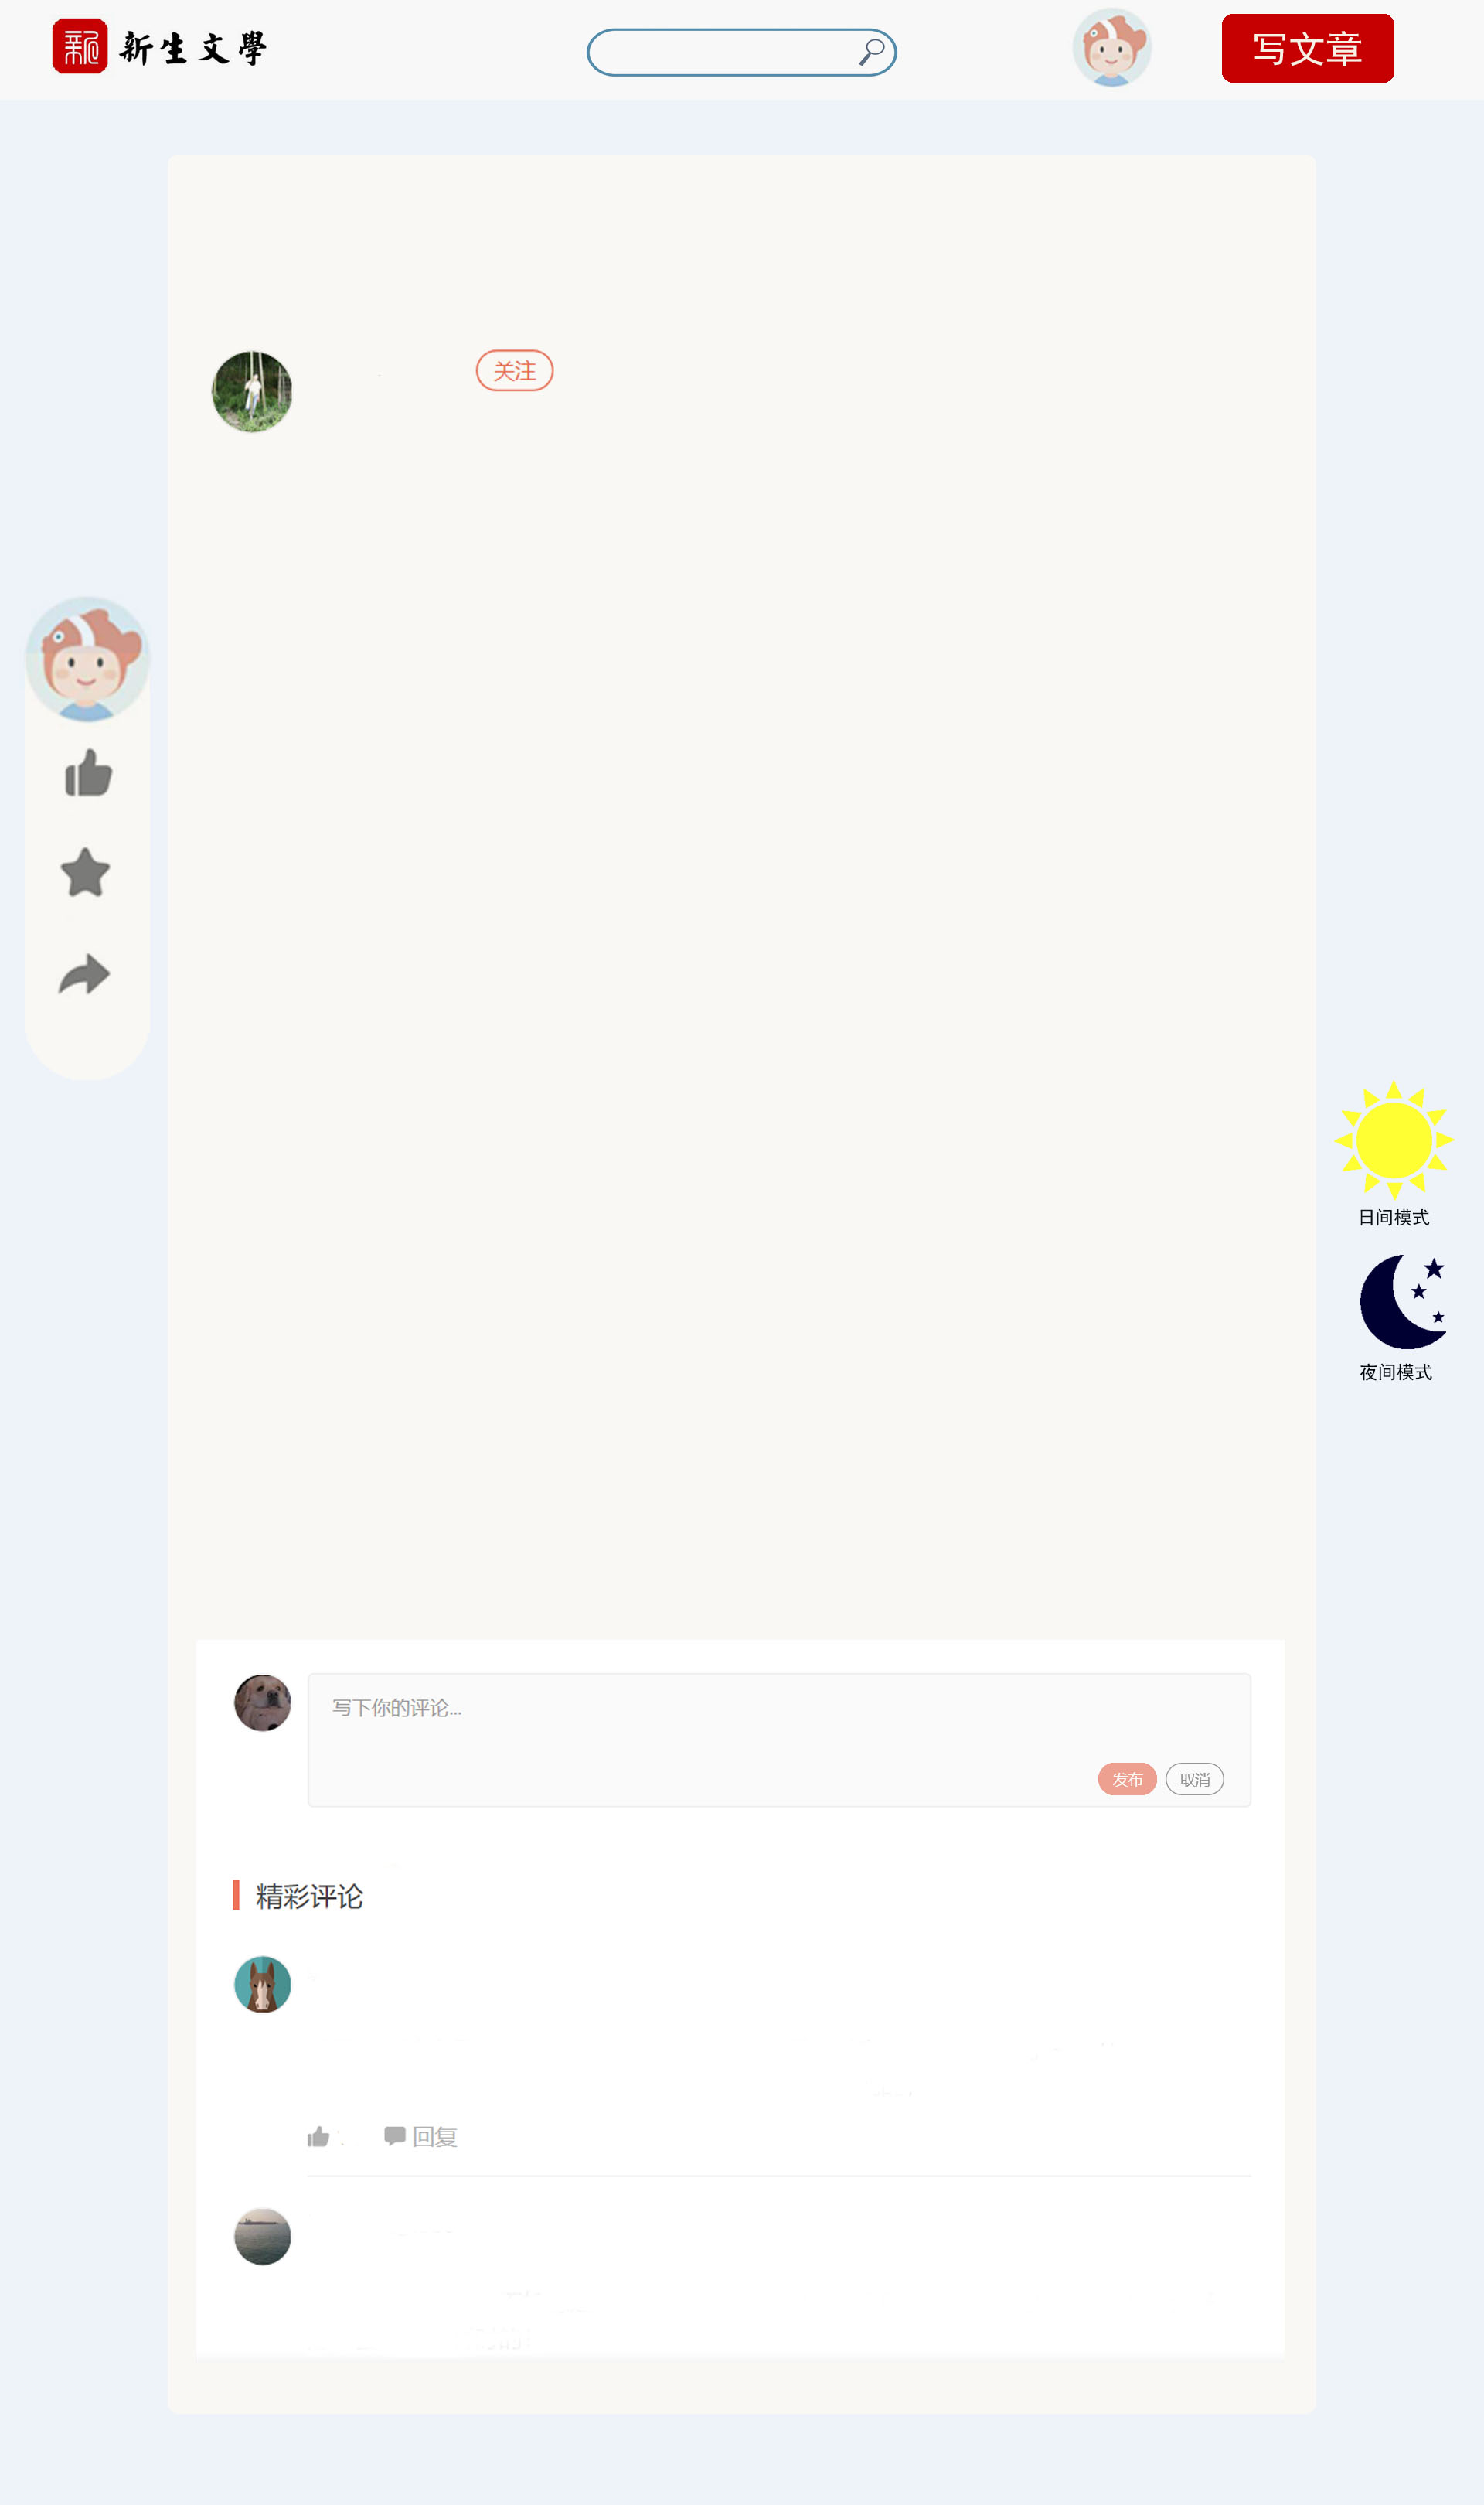 新生文學
写文章
关注
日间模式
夜间模式
写下你的评论...
发布 取消
精彩评论
回复